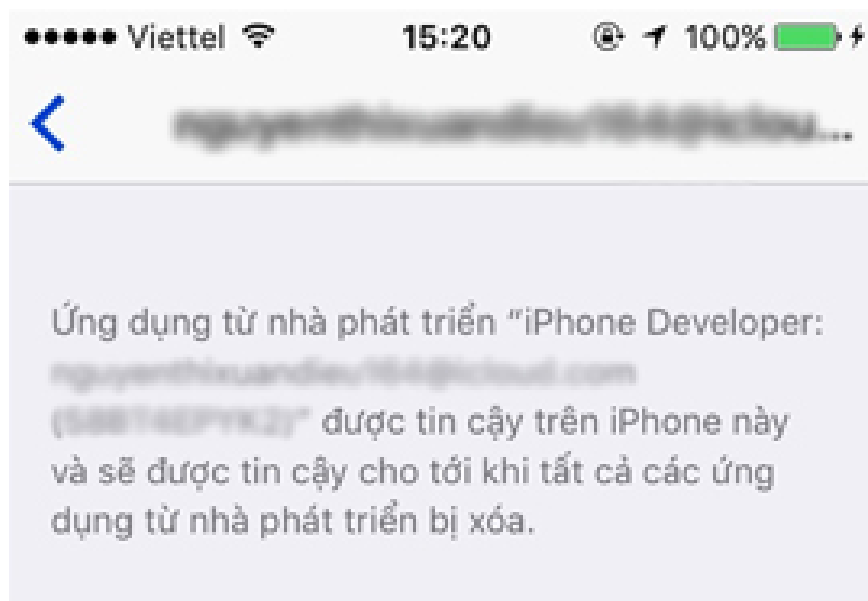 Viettel 15:20 100%
Ứng dụng từ nhà phát triển “iPhone Developer:
” được tin cậy trên iPhone này
và sẽ được tin cậy cho tới khi tất cả các ứng
dụng từ nhà phát triển bị xóa.